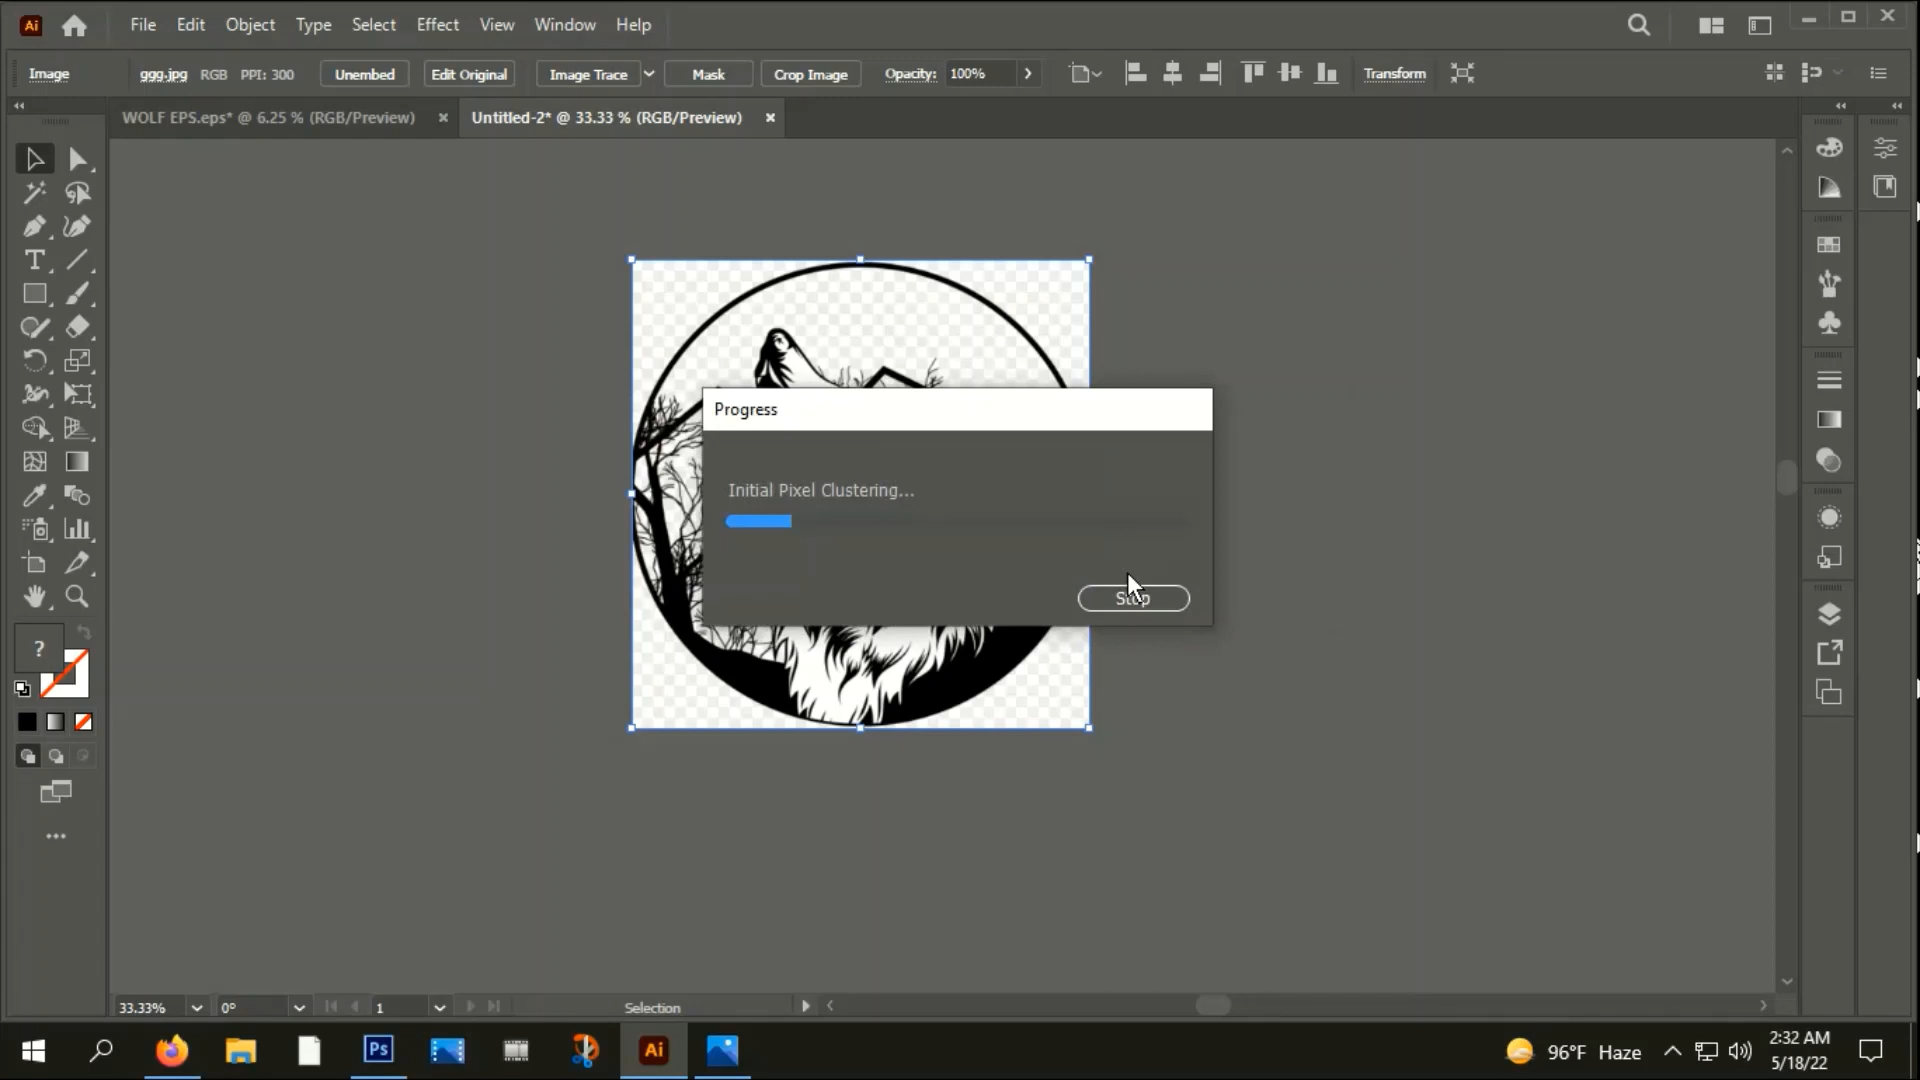 Ai File Edit Object Type Select Effect View Window Help
Image ggg.jpg RGB PPI: 300 Unembed Edit Original Image Trace Mask Crop Image Opacity: 100% Transform
WOLF EPS.eps* @ 6.25 % (RGB/Preview) Untitled-2* @ 33.33 % (RGB/Preview)
Progress
Initial Pixel Clustering...
Stop
?
33.33% 0° 1 Selection
Ps Ai 96°F Haze 2:32 AM
5/18/22